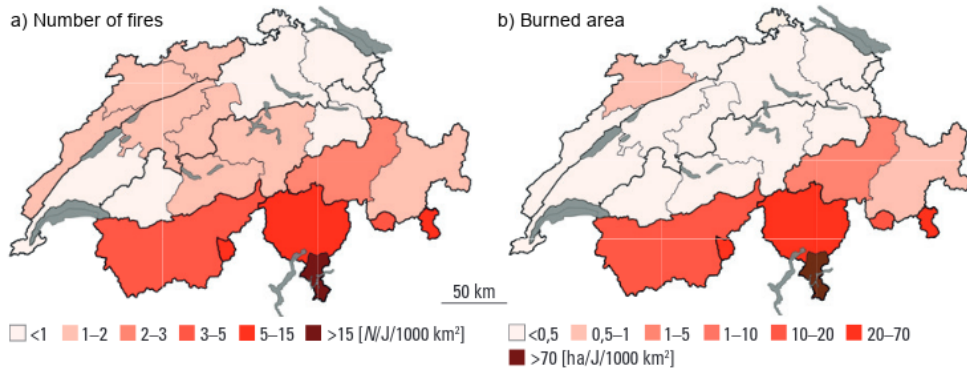 a) Number of fires
b) Burned area
50 km
<1 1–2 2–3 3–5 5–15 >15 [N/J/1000 km²]
<0,5 0,5–1 1–5 1–10 10–20 20–70
>70 [ha/J/1000 km²]